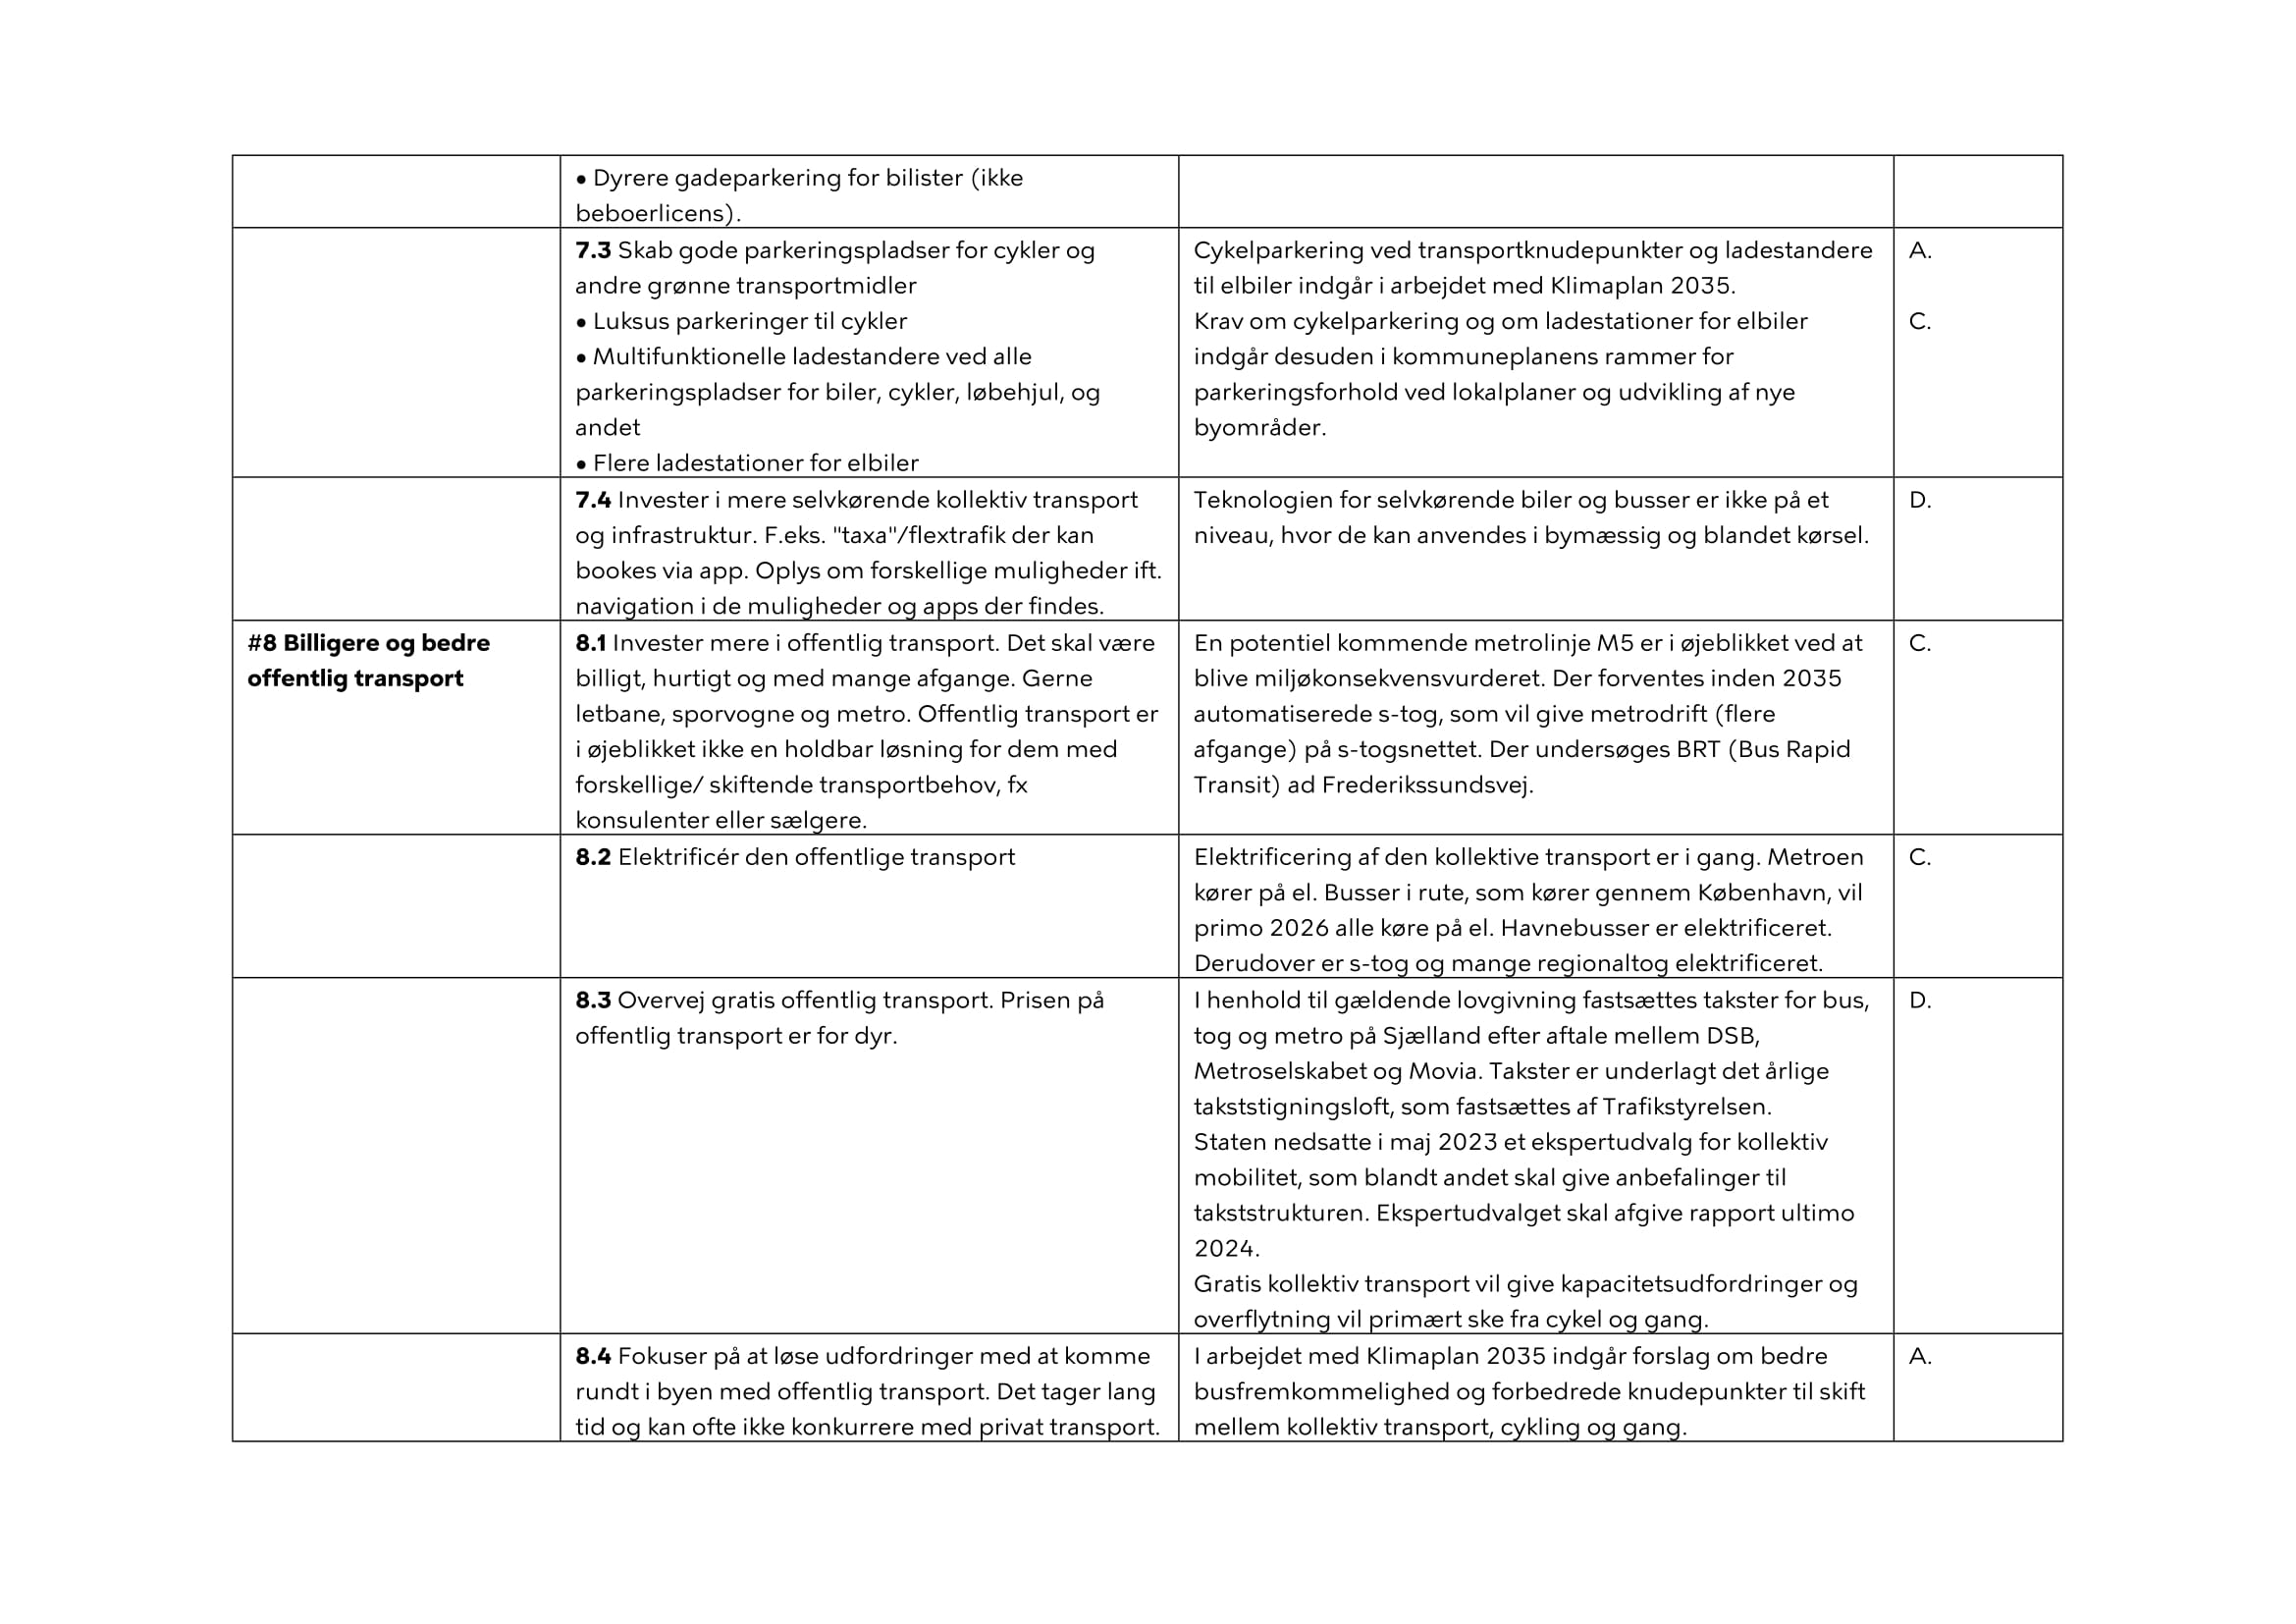 • Dyrere gadeparkering for bilister (ikke
beboerlicens).
7.3 Skab gode parkeringspladser for cykler og
andre grønne transportmidler
• Luksus parkeringer til cykler
• Multifunktionelle ladestandere ved alle
parkeringspladser for biler, cykler, løbehjul, og
andet
• Flere ladestationer for elbiler
Cykelparkering ved transportknudepunkter og ladestandere
til elbiler indgår i arbejdet med Klimaplan 2035.
Krav om cykelparkering og om ladestationer for elbiler
indgår desuden i kommuneplanens rammer for
parkeringsforhold ved lokalplaner og udvikling af nye
byområder.
A.
C.
7.4 Invester i mere selvkørende kollektiv transport
og infrastruktur. F.eks. "taxa"/flextrafik der kan
bookes via app. Oplys om forskellige muligheder ift.
navigation i de muligheder og apps der findes.
Teknologien for selvkørende biler og busser er ikke på et
niveau, hvor de kan anvendes i bymæssig og blandet kørsel.
D.
#8 Billigere og bedre
offentlig transport
8.1 Invester mere i offentlig transport. Det skal være
billigt, hurtigt og med mange afgange. Gerne
letbane, sporvogne og metro. Offentlig transport er
i øjeblikket ikke en holdbar løsning for dem med
forskellige/ skiftende transportbehov, fx
konsulenter eller sælgere.
En potentiel kommende metrolinje M5 er i øjeblikket ved at
blive miljøkonsekvensvurderet. Der forventes inden 2035
automatiserede s-tog, som vil give metrodrift (flere
afgange) på s-togsnettet. Der undersøges BRT (Bus Rapid
Transit) ad Frederikssundsvej.
C.
8.2 Elektrificér den offentlige transport
Elektrificering af den kollektive transport er i gang. Metroen
kører på el. Busser i rute, som kører gennem København, vil
primo 2026 alle køre på el. Havnebusser er elektrificeret.
Derudover er s-tog og mange regionaltog elektrificeret.
C.
8.3 Overvej gratis offentlig transport. Prisen på
offentlig transport er for dyr.
I henhold til gældende lovgivning fastsættes takster for bus,
tog og metro på Sjælland efter aftale mellem DSB,
Metroselskabet og Movia. Takster er underlagt det årlige
takststigningsloft, som fastsættes af Trafikstyrelsen.
Staten nedsatte i maj 2023 et ekspertudvalg for kollektiv
mobilitet, som blandt andet skal give anbefalinger til
takststrukturen. Ekspertudvalget skal afgive rapport ultimo
2024.
Gratis kollektiv transport vil give kapacitetsudfordringer og
overflytning vil primært ske fra cykel og gang.
D.
8.4 Fokuser på at løse udfordringer med at komme
rundt i byen med offentlig transport. Det tager lang
tid og kan ofte ikke konkurrere med privat transport.
I arbejdet med Klimaplan 2035 indgår forslag om bedre
busfremkommelighed og forbedrede knudepunkter til skift
mellem kollektiv transport, cykling og gang.
A.